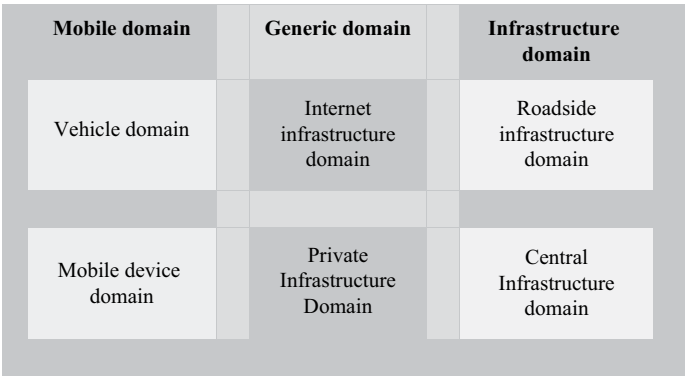 Mobile domain
Generic domain
Infrastructure
domain
Vehicle domain
Internet
infrastructure
domain
Roadside
infrastructure
domain
Mobile device
domain
Private
Infrastructure
Domain
Central
Infrastructure
domain